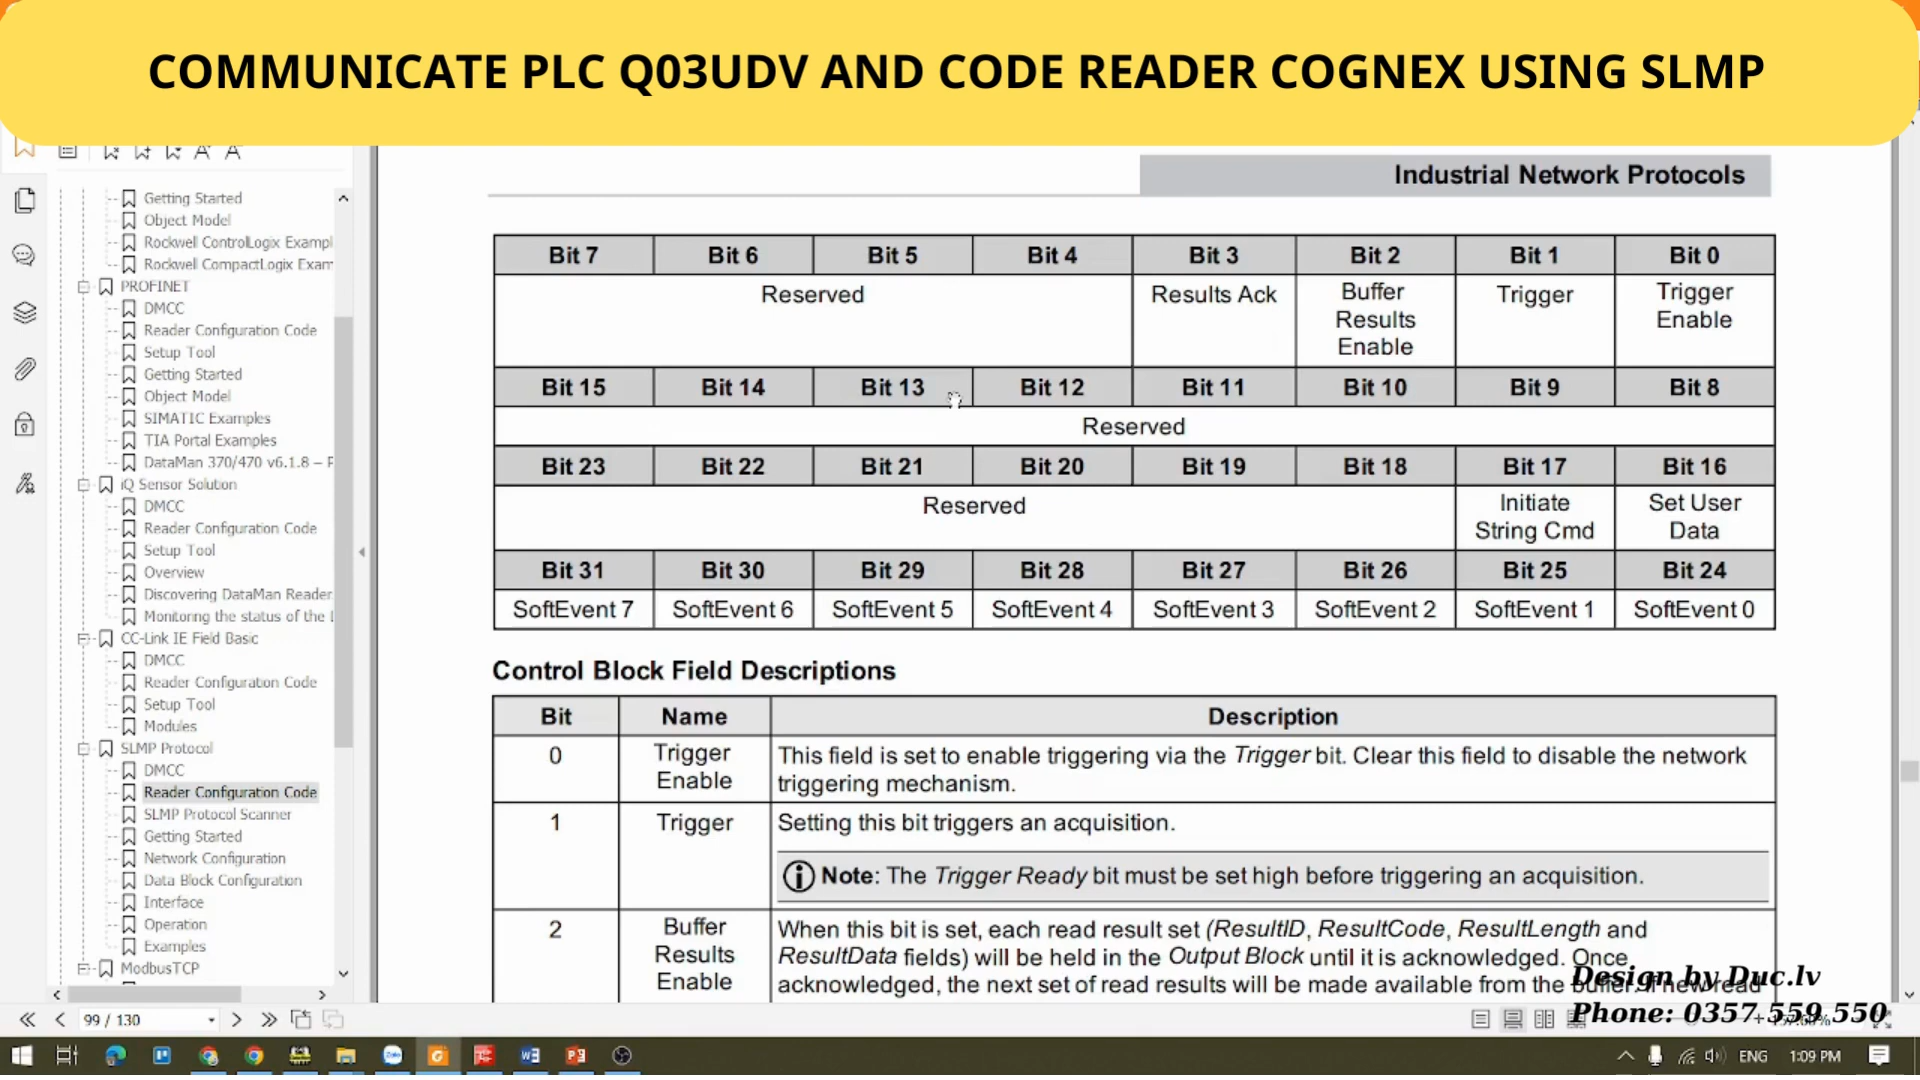 COMMUNICATE PLC Q03UDV AND CODE READER COGNEX USING SLMP
Getting Started
Object Model
Rockwell ControlLogix Exampl
Rockwell CompactLogix Exam
PROFINET
DMCC
Reader Configuration Code
Setup Tool
Getting Started
Object Model
SIMATIC Examples
TIA Portal Examples
DataMan 370/470 v6.1.8 – F
iQ Sensor Solution
DMCC
Reader Configuration Code
Setup Tool
Overview
Discovering DataMan Reader
Monitoring the status of the
CC-Link IE Field Basic
DMCC
Reader Configuration Code
Setup Tool
Modules
SLMP Protocol
DMCC
Reader Configuration Code
SLMP Protocol Scanner
Getting Started
Network Configuration
Data Block Configuration
Interface
Operation
Examples
ModbusTCP
Industrial Network Protocols
Bit 7 Bit 6 Bit 5 Bit 4 Bit 3 Bit 2 Bit 1 Bit 0
Reserved Results Ack Buffer Results Enable Trigger Trigger Enable
Bit 15 Bit 14 Bit 13 Bit 12 Bit 11 Bit 10 Bit 9 Bit 8
Reserved
Bit 23 Bit 22 Bit 21 Bit 20 Bit 19 Bit 18 Bit 17 Bit 16
Reserved Initiate String Cmd Set User Data
Bit 31 Bit 30 Bit 29 Bit 28 Bit 27 Bit 26 Bit 25 Bit 24
SoftEvent 7 SoftEvent 6 SoftEvent 5 SoftEvent 4 SoftEvent 3 SoftEvent 2 SoftEvent 1 SoftEvent 0
Control Block Field Descriptions
Bit Name Description
0 Trigger Enable This field is set to enable triggering via the Trigger bit. Clear this field to disable the network
triggering mechanism.
1 Trigger Setting this bit triggers an acquisition.
Note: The Trigger Ready bit must be set high before triggering an acquisition.
2 Buffer Results Enable When this bit is set, each read result set (ResultID, ResultCode, ResultLength and
ResultData fields) will be held in the Output Block until it is acknowledged. Once
acknowledged, the next set of read results will be made available from the buffer. If new read
Design by Duc.lv
Phone: 0357 559 550
99 / 130
ENG 1:09 PM